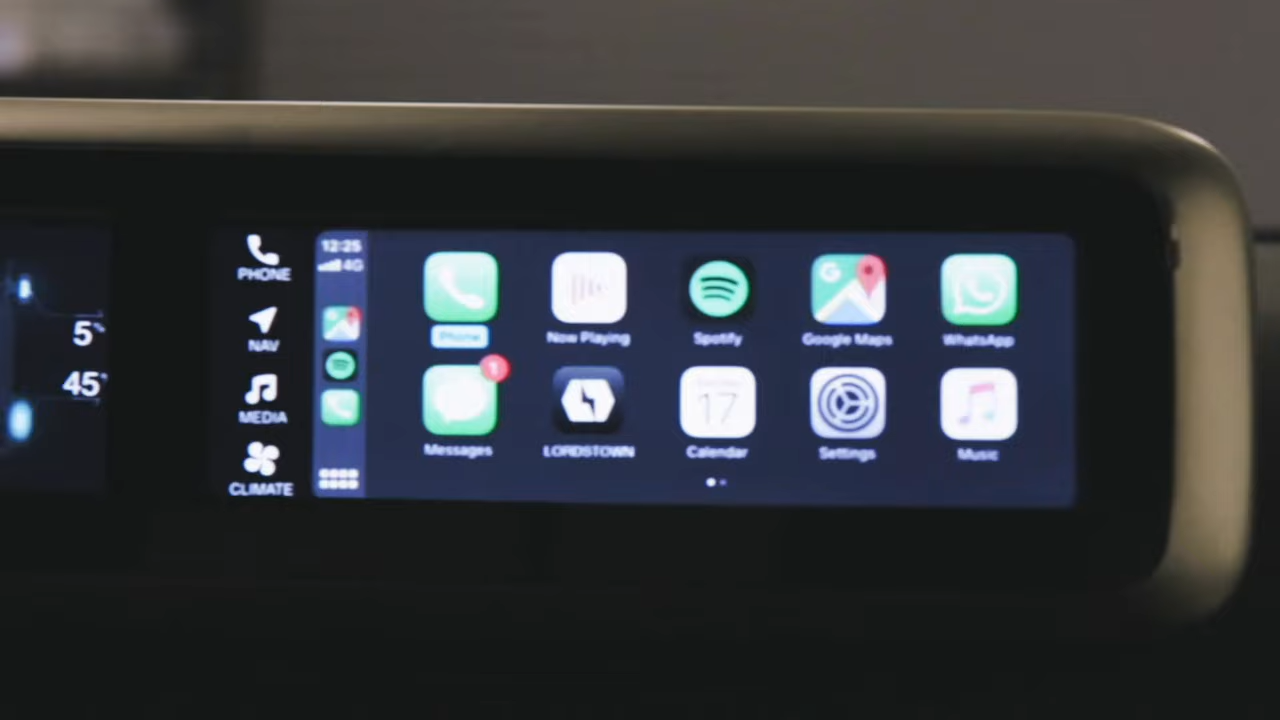 5
45
PHONE
NAV
MEDIA
CLIMATE
12:25
4G
Phone
Now Playing
Spotify
Google Maps
WhatsApp
1
Messages
LORDSTOWN
17
Calendar
Settings
Music
G